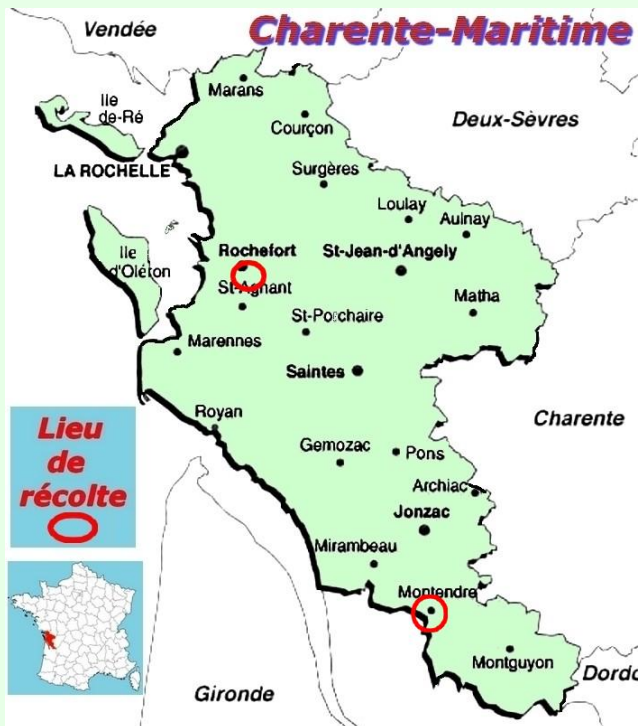 Vendée
Charente-Maritime
Ile
de-Ré
Marans
Courçon
Deux-Sèvres
LA ROCHELLE
Surgères
Loulay
Aulnay
Ile
d'Oléron
Rochefort
St-Jean-d'Angely
St-Agnant
Matha
St-Porchaire
Marennes
Saintes
Royan
Charente
Lieu
de
récolte
Gemozac
Pons
Archiac
Jonzac
Mirambeau
Montendre
Montguyon
Dordo
Gironde